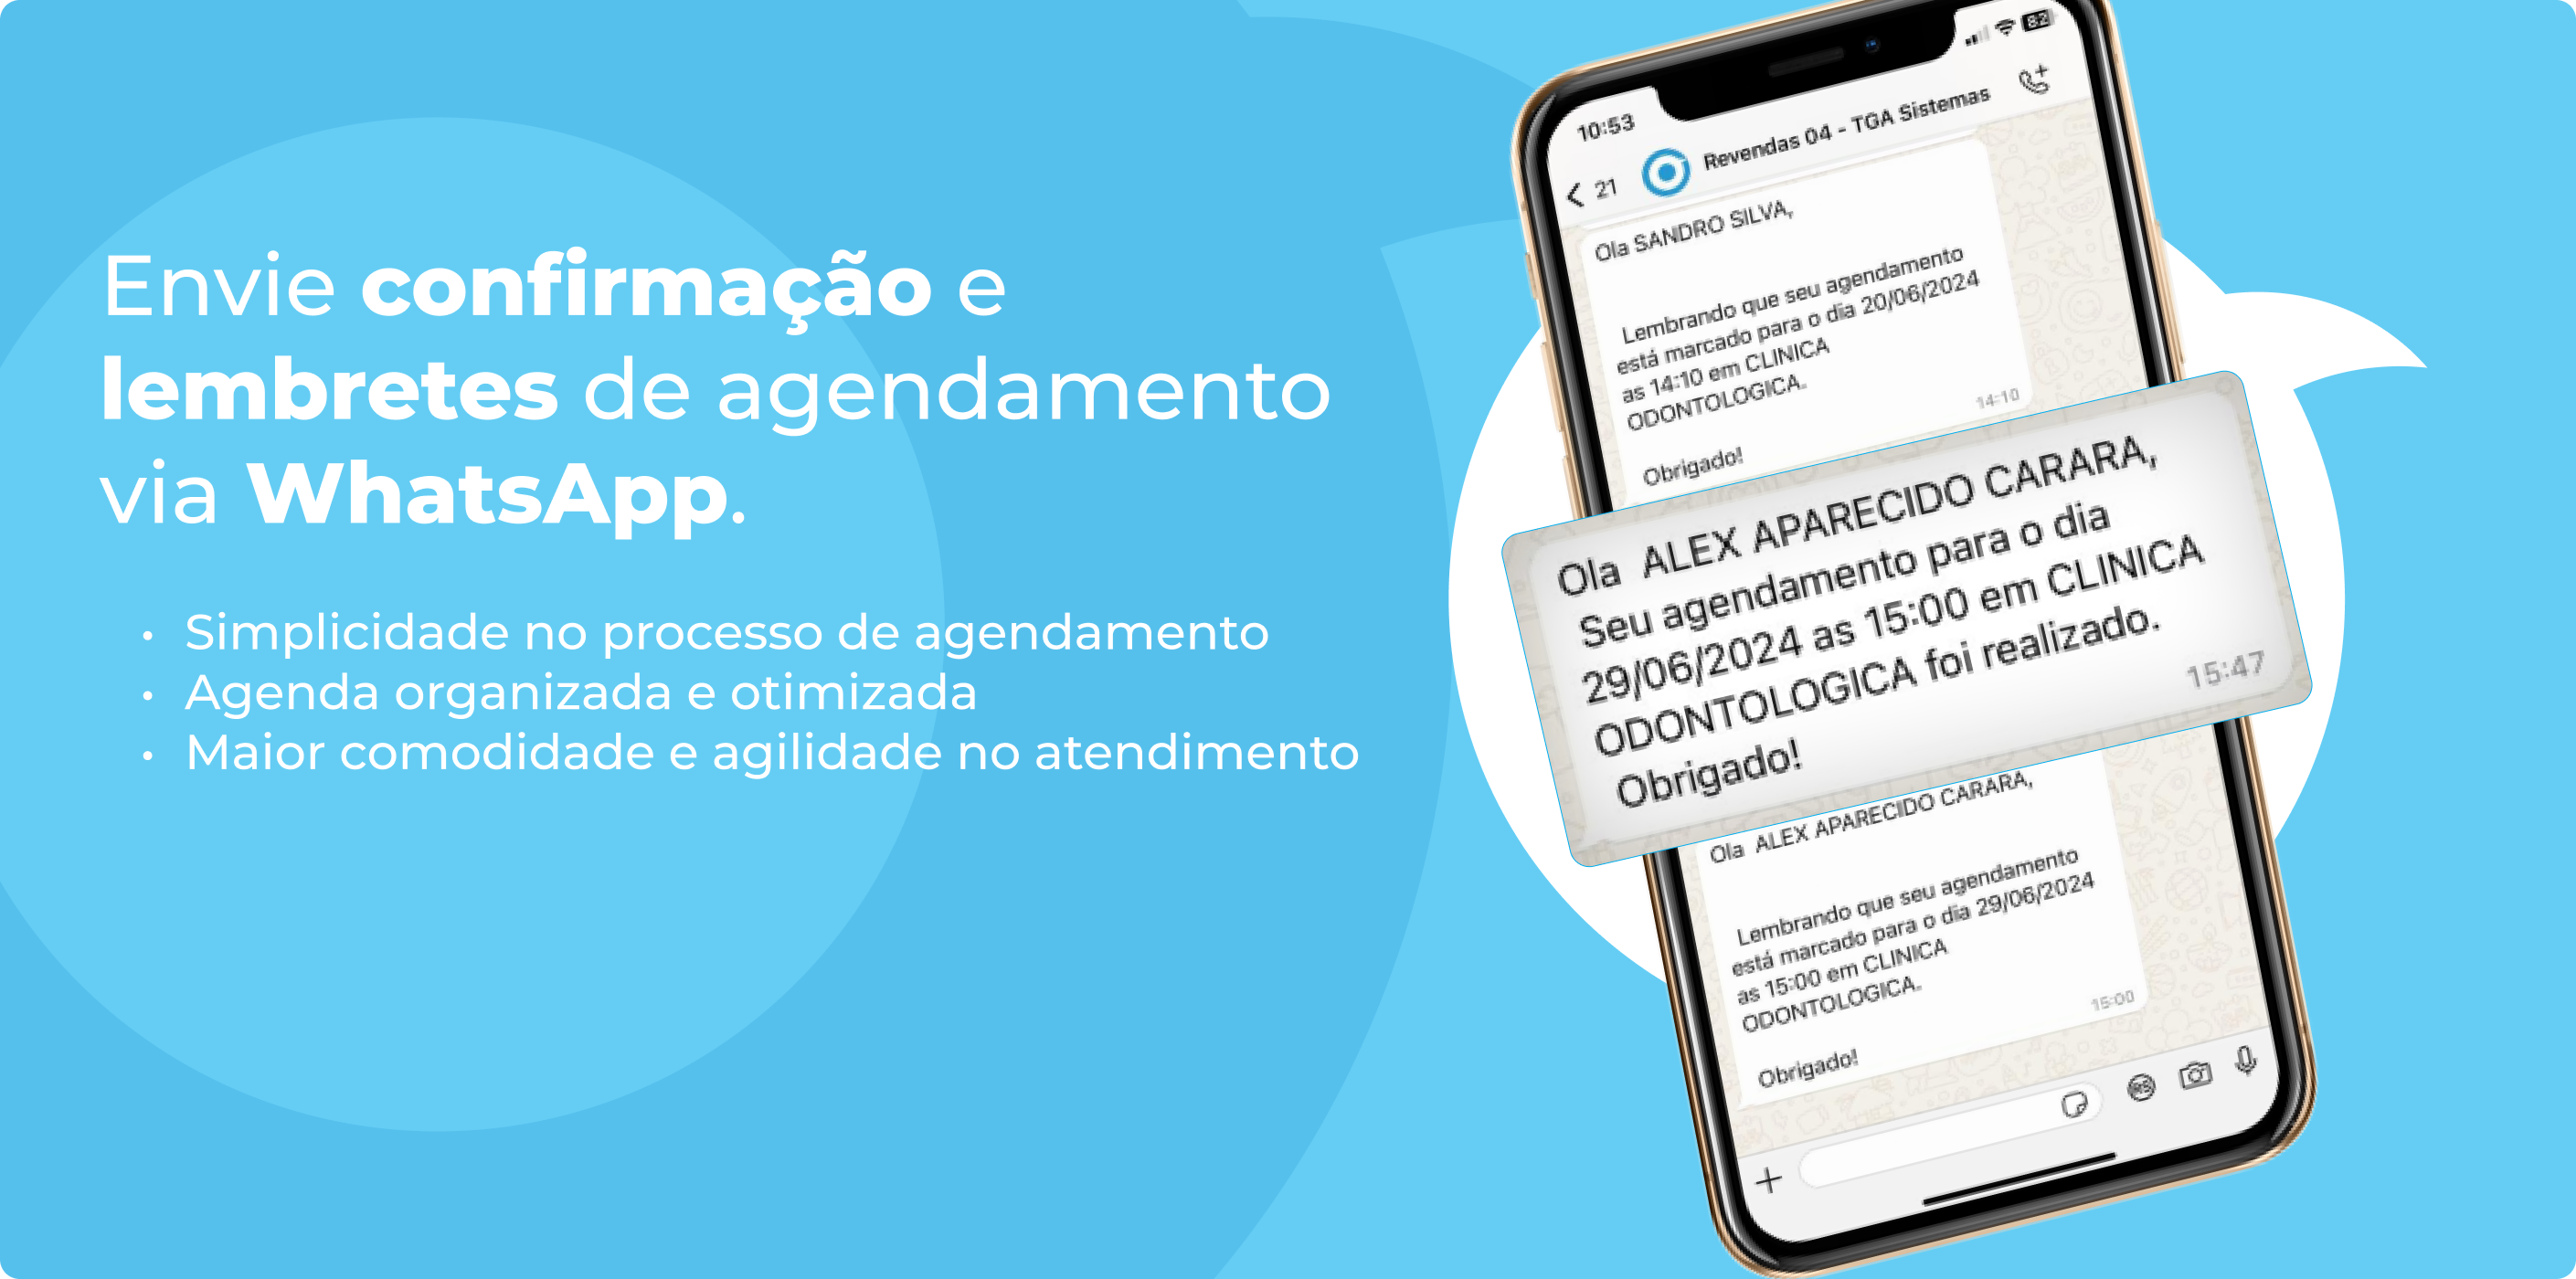 Envie confirmação e
lembretes de agendamento
via WhatsApp.
• Simplicidade no processo de agendamento
• Agenda organizada e otimizada
• Maior comodidade e agilidade no atendimento
10:53
82
21
Revendas 04 - TGA Sistemas
Ola SANDRO SILVA,
Lembrando que seu agendamento
está marcado para o dia 20/06/2024
as 14:10 em CLINICA
ODONTOLOGICA.
14:10
Obrigado!
Ola ALEX APARECIDO CARARA,
Seu agendamento para o dia
29/06/2024 as 15:00 em CLINICA
ODONTOLOGICA foi realizado.
15:47
Obrigado!
Ola ALEX APARECIDO CARARA,
Lembrando que seu agendamento
está marcado para o dia 29/06/2024
as 15:00 em CLINICA
ODONTOLOGICA.
15:00
Obrigado!
R$